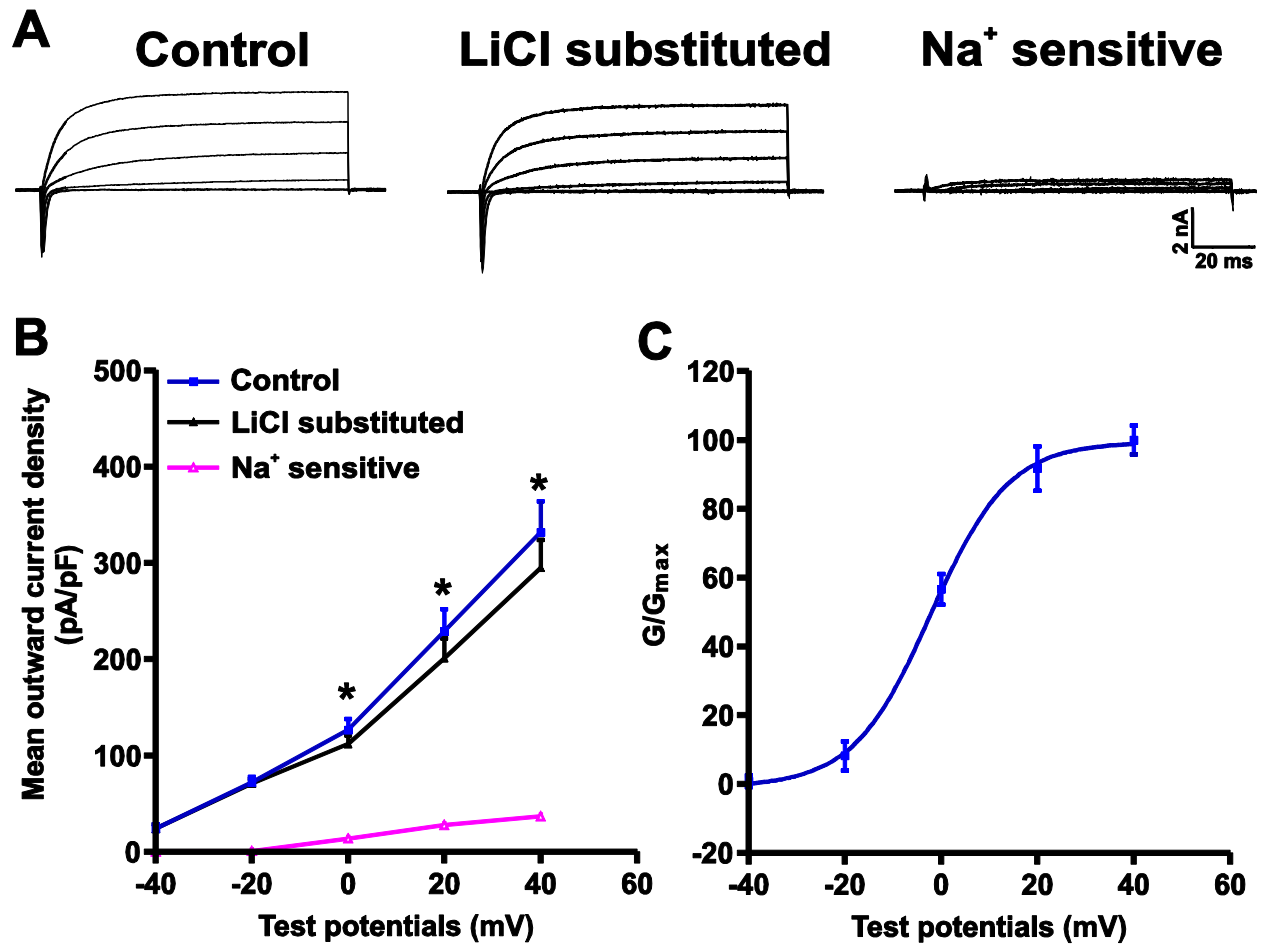 A
Control
LiCl substituted
Na+ sensitive
2 nA
20 ms
B
Mean outward current density
(pA/pF)
500
400
300
200
100
0
Control
LiCl substituted
Na+ sensitive
*
*
*
-40
-20
0
20
40
60
Test potentials (mV)
C
G/Gmax
120
100
80
60
40
20
0
-20
-40
-20
0
20
40
60
Test potentials (mV)